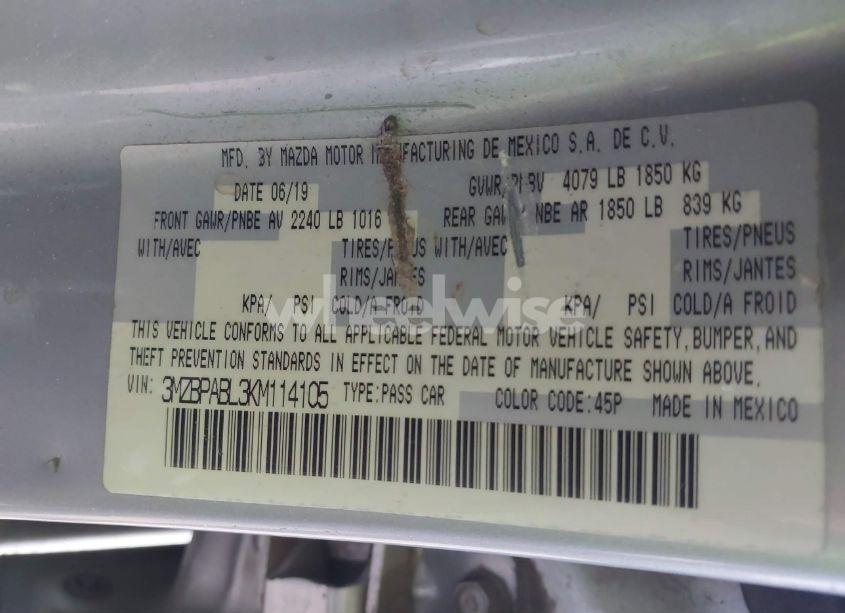 MFD. BY MAZDA MOTOR MANUFACTURING DE MEXICO S.A. DE C.V.
DATE 06/19 GVWR/PLBV 4079 LB 1850 KG
FRONT GAWR/PNBE AV 2240 LB 1016 REAR GAW NBE AR 1850 LB 839 KG
WITH/AVEC TIRES/PNEUS WITH/AVEC TIRES/PNEUS
RIMS/JANTES RIMS/JANTES
KPA/ PSI COLD/A FROID KPA/ PSI COLD/A FROID
wheelwise
THIS VEHICLE CONFORMS TO ALL APPLICABLE FEDERAL MOTOR VEHICLE SAFETY, BUMPER, AND
THEFT PREVENTION STANDARDS IN EFFECT ON THE DATE OF MANUFACTURE SHOWN ABOVE.
VIN: 3MZBPABL3KM114105 TYPE:PASS CAR COLOR CODE:45P MADE IN MEXICO